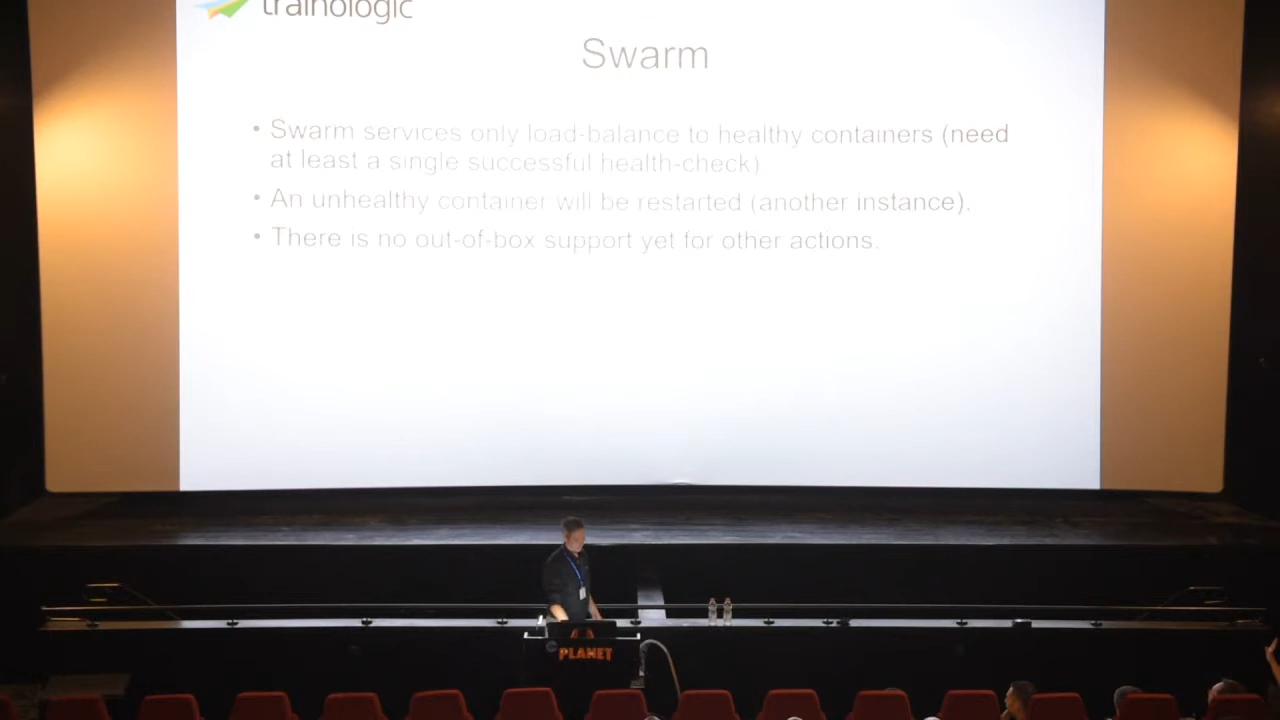 trainologic
Swarm
• Swarm services only load-balance to healthy containers (need
at least a single successful health-check)
• An unhealthy container will be restarted (another instance).
• There is no out-of-box support yet for other actions.
PLANET